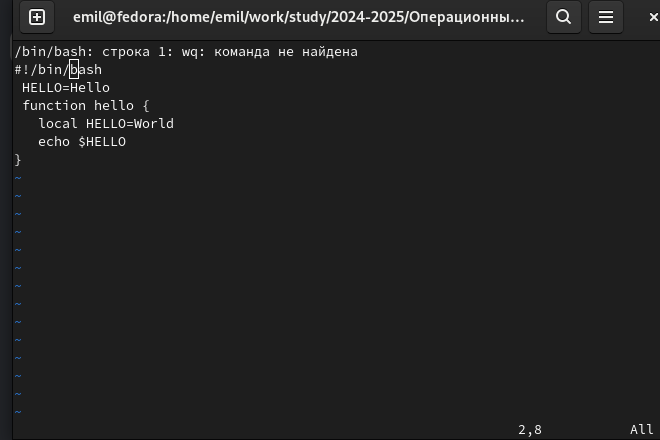 emil@fedora:/home/emil/work/study/2024-2025/Операционны...
/bin/bash: строка 1: wq: команда не найдена
#!/bin/bash
HELLO=Hello
function hello {
local HELLO=World
echo $HELLO
}
~
~
~
~
~
~
~
~
~
~
~
~
~
~
2,8 All